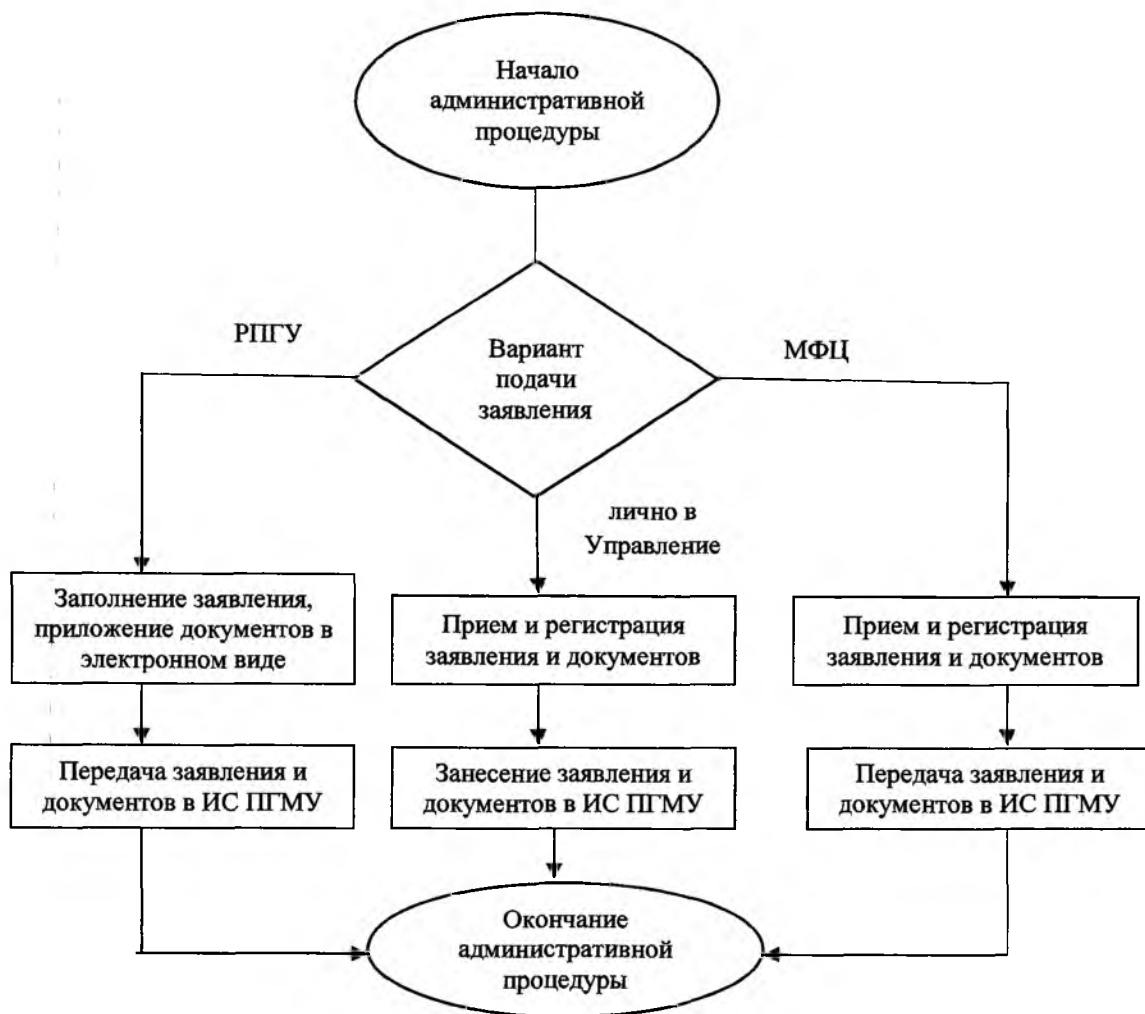 Начало
административной
процедуры
РПГУ
Вариант
подачи
заявления
МФЦ
лично в
Управление
Заполнение заявления,
приложение документов в
электронном виде
Прием и регистрация
заявления и документов
Прием и регистрация
заявления и документов
Передача заявления и
документов в ИС ПГМУ
Занесение заявления и
документов в ИС ПГМУ
Передача заявления и
документов в ИС ПГМУ
Окончание
административной
процедуры